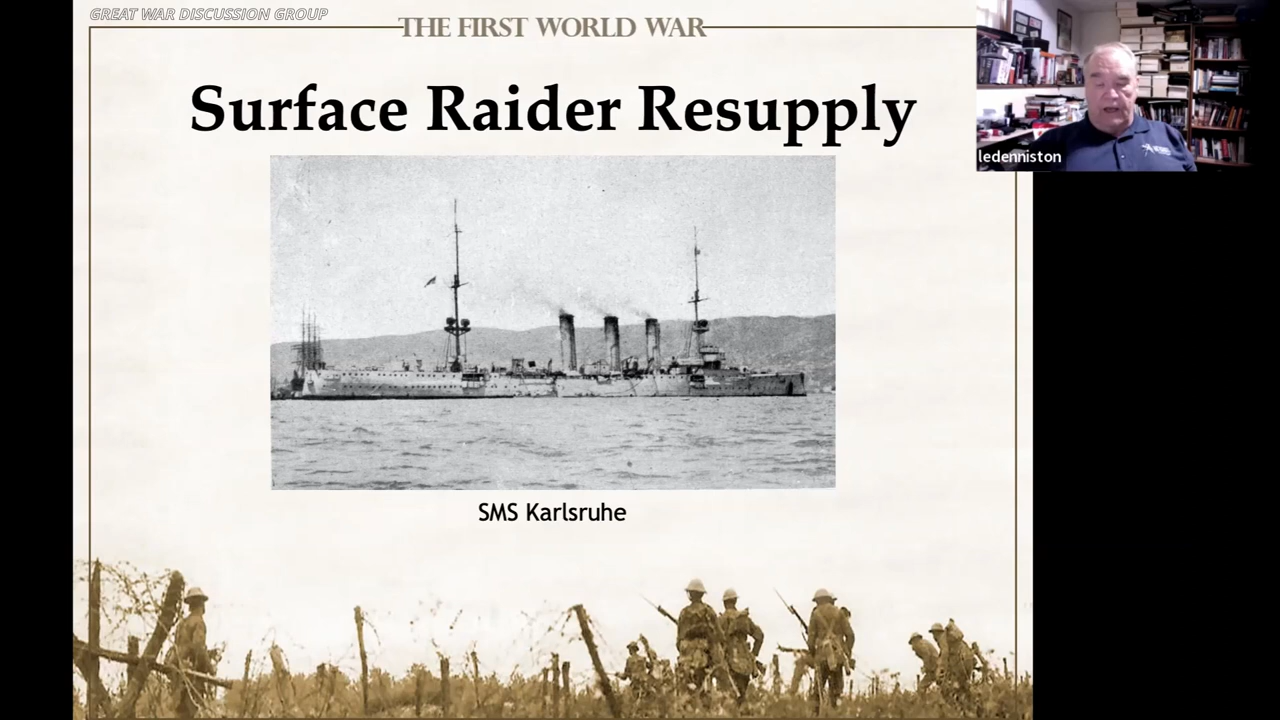 GREAT WAR DISCUSSION GROUP
THE FIRST WORLD WAR
Surface Raider Resupply
ledenniston
SMS Karlsruhe